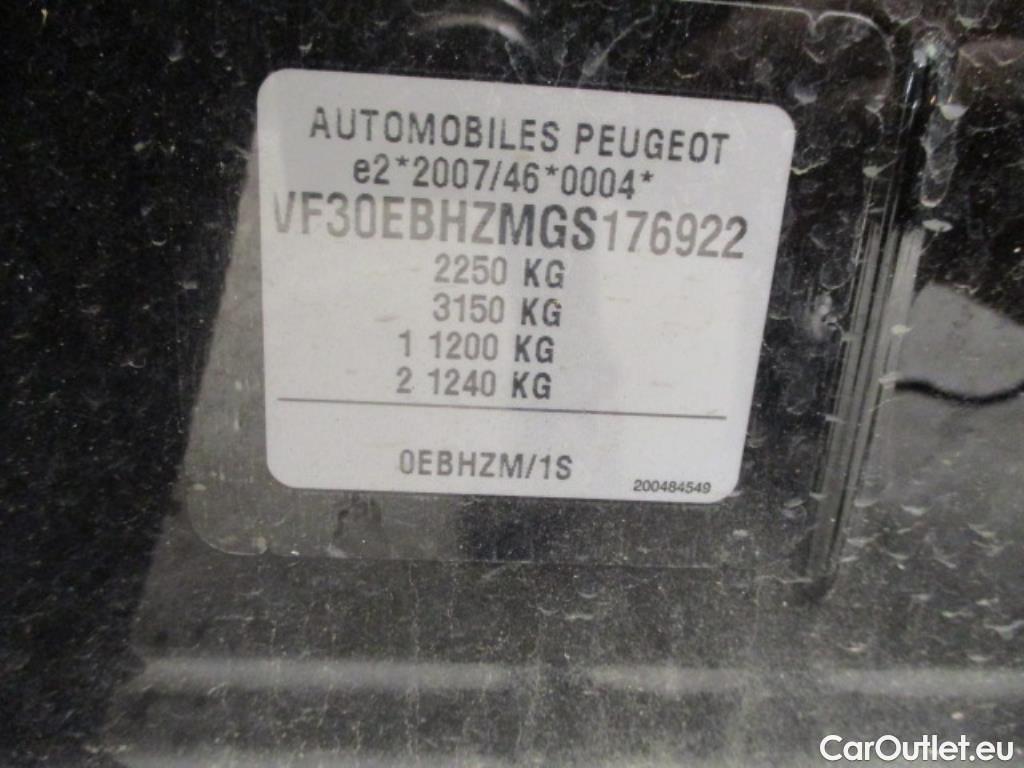 AUTOMOBILES PEUGEOT
e2*2007/46*0004*
VF30EBHZMGS176922
2250 KG
3150 KG
1 1200 KG
2 1240 KG
0EBHZM/1S
200484549
CarOutlet.eu